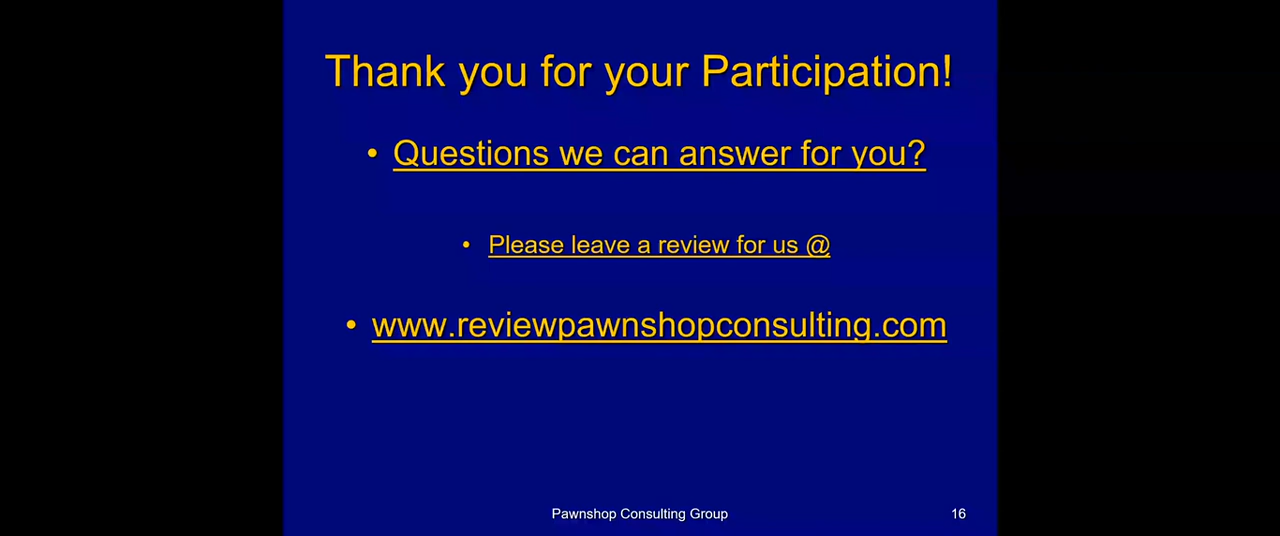 Thank you for your Participation!
• Questions we can answer for you?
• Please leave a review for us @
• www.reviewpawnshopconsulting.com
Pawnshop Consulting Group
16